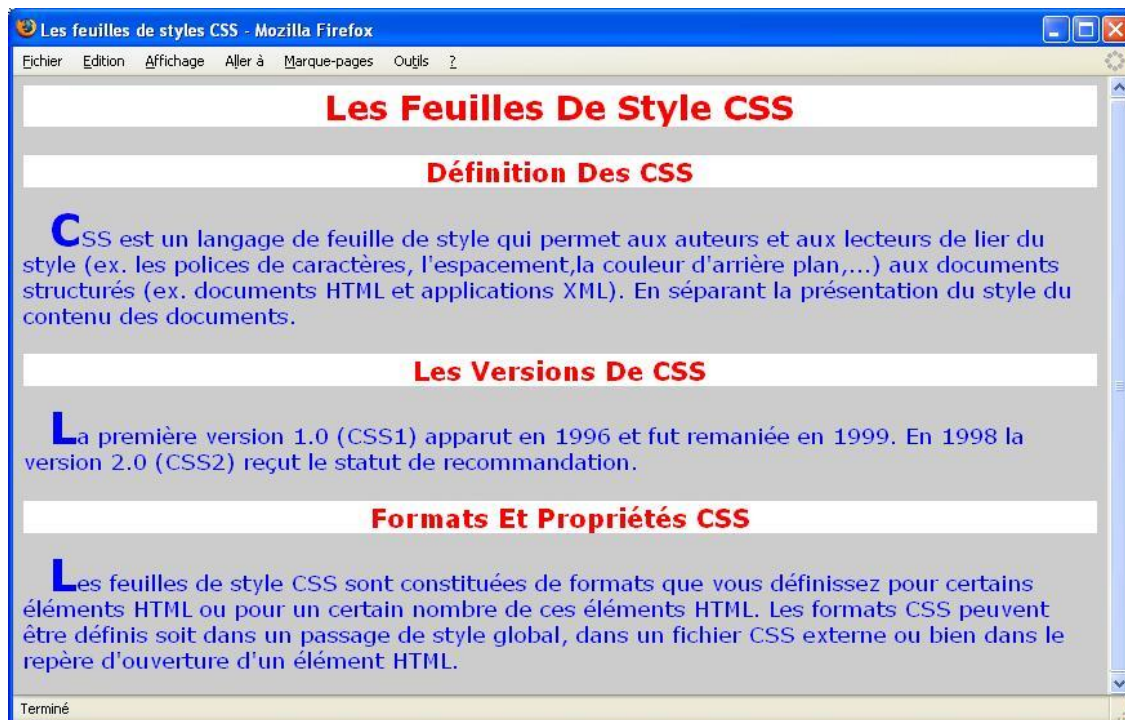 Les feuilles de styles CSS - Mozilla Firefox
Fichier Edition Affichage Aller à Marque-pages Outils ?
Les Feuilles De Style CSS
Définition Des CSS
CSS est un langage de feuille de style qui permet aux auteurs et aux lecteurs de lier du
style (ex. les polices de caractères, l'espacement,la couleur d'arrière plan,...) aux documents
structurés (ex. documents HTML et applications XML). En séparant la présentation du style du
contenu des documents.
Les Versions De CSS
La première version 1.0 (CSS1) apparut en 1996 et fut remaniée en 1999. En 1998 la
version 2.0 (CSS2) reçut le statut de recommandation.
Formats Et Propriétés CSS
Les feuilles de style CSS sont constituées de formats que vous définissez pour certains
éléments HTML ou pour un certain nombre de ces éléments HTML. Les formats CSS peuvent
être définis soit dans un passage de style global, dans un fichier CSS externe ou bien dans le
repère d'ouverture d'un élément HTML.
Terminé